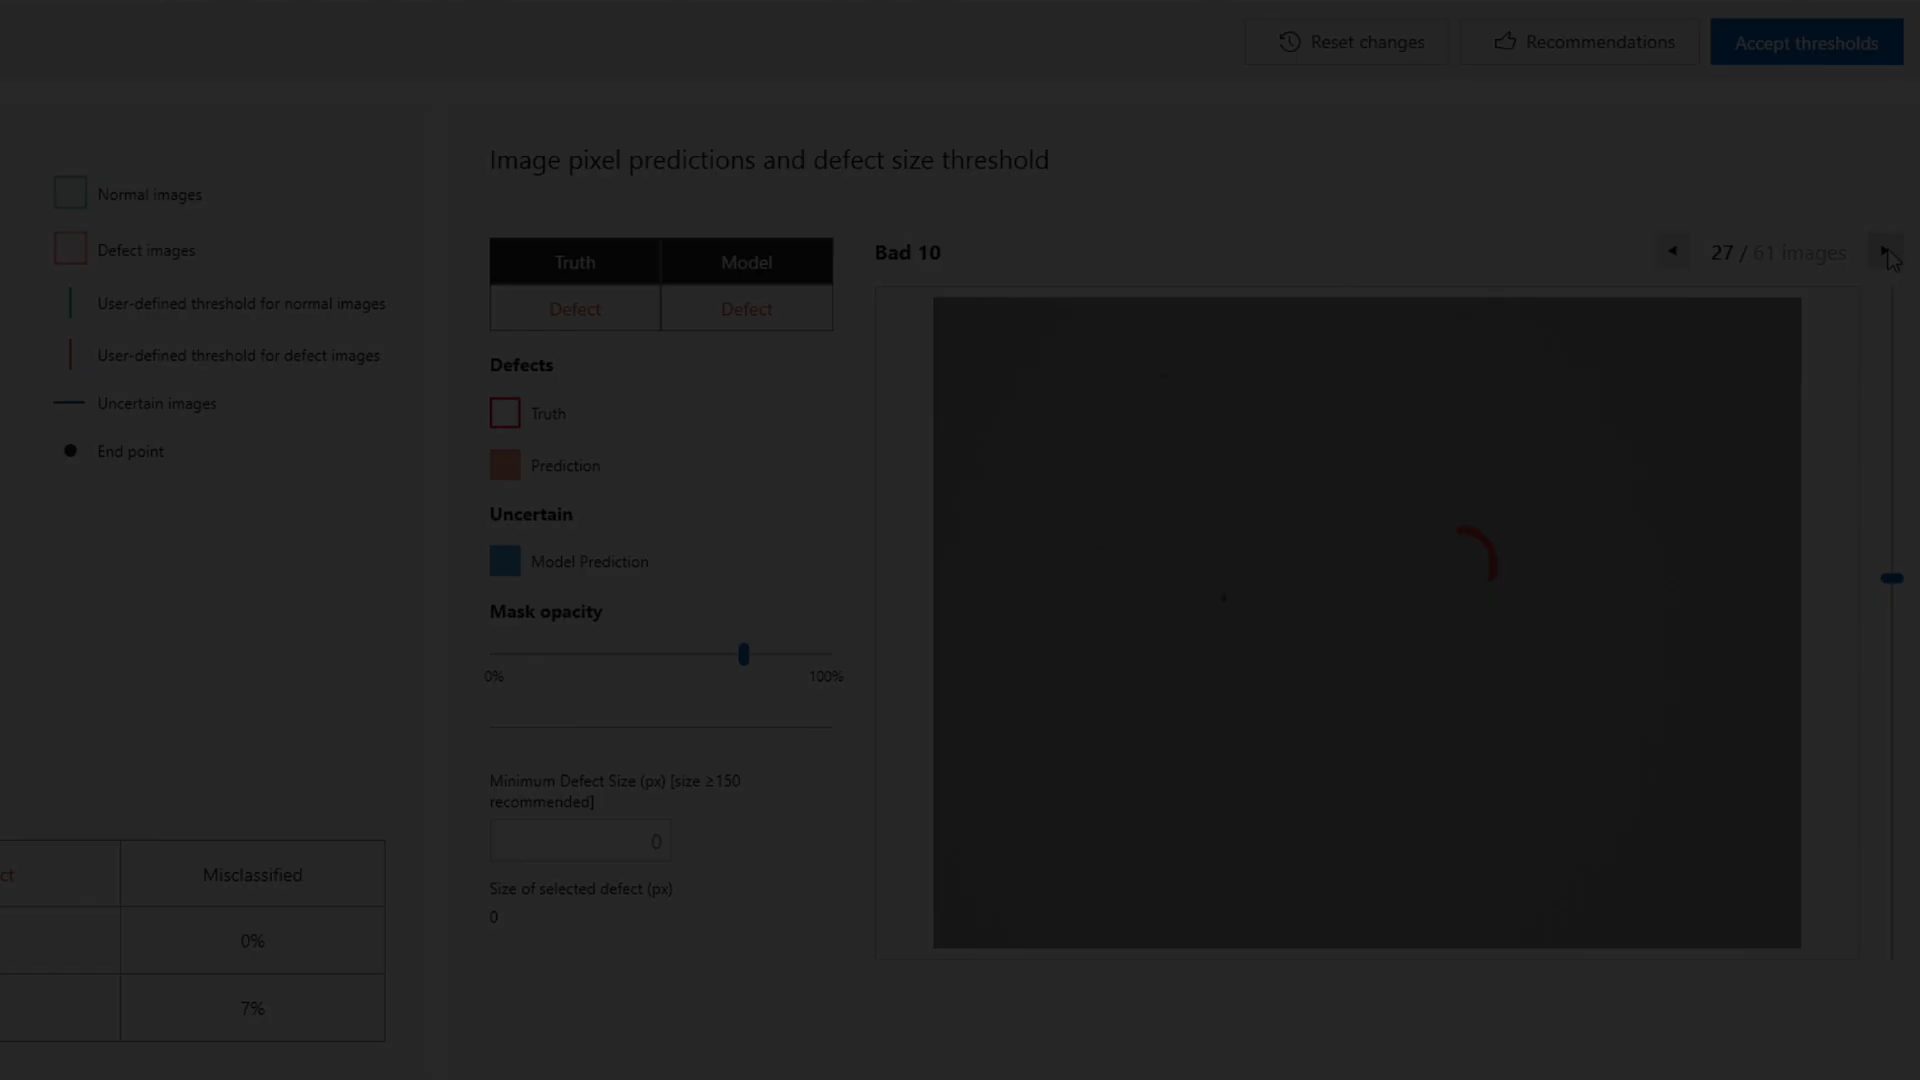 Reset changes
Recommendations
Accept thresholds
Image pixel predictions and defect size threshold
Normal images
Defect images
User-defined threshold for normal images
User-defined threshold for defect images
Uncertain images
End point
Truth Model
Defect Defect
Defects
Truth
Prediction
Uncertain
Model Prediction
Mask opacity
0% 100%
Minimum Defect Size (px) [size ≥150
recommended]
0
Size of selected defect (px)
0
Bad 10
27 / 61 images
ct Misclassified
0%
7%